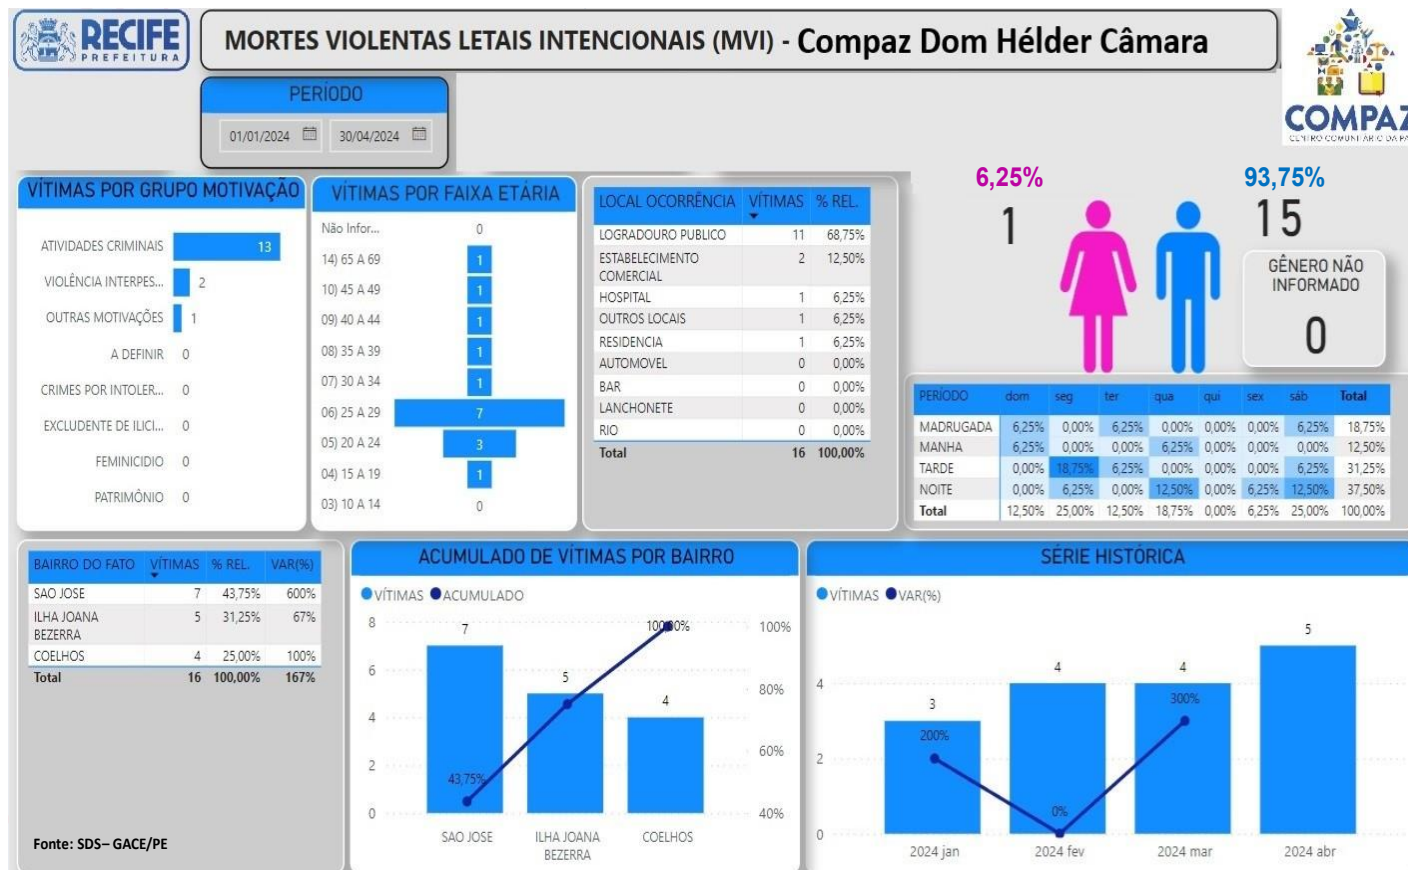 RECIFE
PREFEITURA
MORTES VIOLENTAS LETAIS INTENCIONAIS (MVI) - Compaz Dom Hélder Câmara
COMPAZ
CENTRO COMUNITÁRIO DA PA
PERÍODO
01/01/2024 30/04/2024
VÍTIMAS POR GRUPO MOTIVAÇÃO
ATIVIDADES CRIMINAIS 13
VIOLÊNCIA INTERPES... 2
OUTRAS MOTIVAÇÕES 1
A DEFINIR 0
CRIMES POR INTOLER... 0
EXCLUDENTE DE ILICI... 0
FEMINICIDIO 0
PATRIMÔNIO 0
VÍTIMAS POR FAIXA ETÁRIA
Não Infor... 0
14) 65 A 69 1
10) 45 A 49 1
09) 40 A 44 1
08) 35 A 39 1
07) 30 A 34 1
06) 25 A 29 7
05) 20 A 24 3
04) 15 A 19 1
03) 10 A 14 0
LOCAL OCORRÊNCIA VÍTIMAS % REL.
LOGRADOURO PUBLICO 11 68,75%
ESTABELECIMENTO 2 12,50%
COMERCIAL
HOSPITAL 1 6,25%
OUTROS LOCAIS 1 6,25%
RESIDENCIA 1 6,25%
AUTOMOVEL 0 0,00%
BAR 0 0,00%
LANCHONETE 0 0,00%
RIO 0 0,00%
Total 16 100,00%
6,25% 93,75%
1 15
GÊNERO NÃO
INFORMADO
0
PERÍODO dom seg ter qua qui sex sáb Total
MADRUGADA 6,25% 0,00% 6,25% 0,00% 0,00% 0,00% 6,25% 18,75%
MANHA 6,25% 0,00% 0,00% 6,25% 0,00% 0,00% 0,00% 12,50%
TARDE 0,00% 18,75% 6,25% 0,00% 0,00% 0,00% 6,25% 31,25%
NOITE 0,00% 6,25% 0,00% 12,50% 0,00% 6,25% 12,50% 37,50%
Total 12,50% 25,00% 12,50% 18,75% 0,00% 6,25% 25,00% 100,00%
BAIRRO DO FATO VÍTIMAS % REL. VAR(%)
SAO JOSE 7 43,75% 600%
ILHA JOANA 5 31,25% 67%
BEZERRA
COELHOS 4 25,00% 100%
Total 16 100,00% 167%
Fonte: SDS– GACE/PE
ACUMULADO DE VÍTIMAS POR BAIRRO
VÍTIMAS ACUMULADO
8 7 100,00% 100%
6 5 80%
4 4 60%
2 43,75%
0 40%
SAO JOSE ILHA JOANA COELHOS
BEZERRA
SÉRIE HISTÓRICA
VÍTIMAS VAR(%)
5
4 4
4 3 300%
200%
2
0 0%
2024 jan 2024 fev 2024 mar 2024 abr